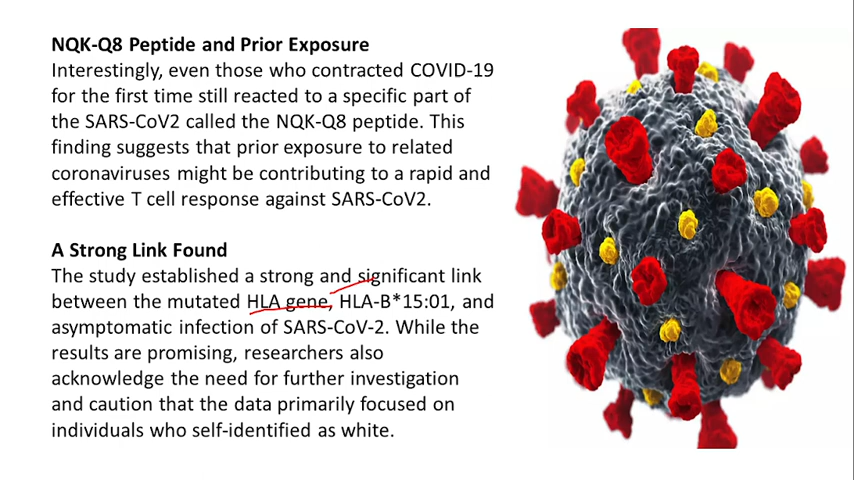 NQK-Q8 Peptide and Prior Exposure
Interestingly, even those who contracted COVID-19
for the first time still reacted to a specific part of
the SARS-CoV2 called the NQK-Q8 peptide. This
finding suggests that prior exposure to related
coronaviruses might be contributing to a rapid and
effective T cell response against SARS-CoV2.
A Strong Link Found
The study established a strong and significant link
between the mutated HLA gene, HLA-B*15:01, and
asymptomatic infection of SARS-CoV-2. While the
results are promising, researchers also
acknowledge the need for further investigation
and caution that the data primarily focused on
individuals who self-identified as white.